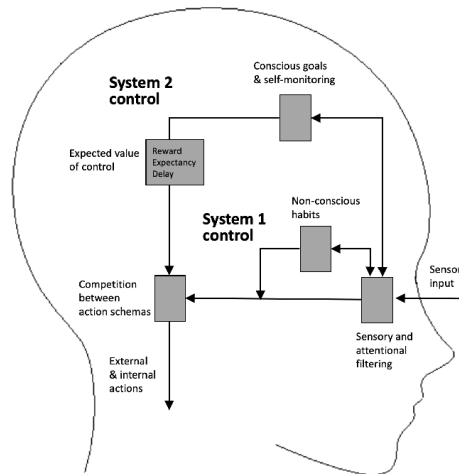 System 2
control
Conscious goals
& self-monitoring
Expected value
of control
Reward
Expectancy
Delay
System 1
control
Non-conscious
habits
Competition
between
action schemas
Sensor
input
Sensory and
attentional
filtering
External
& internal
actions